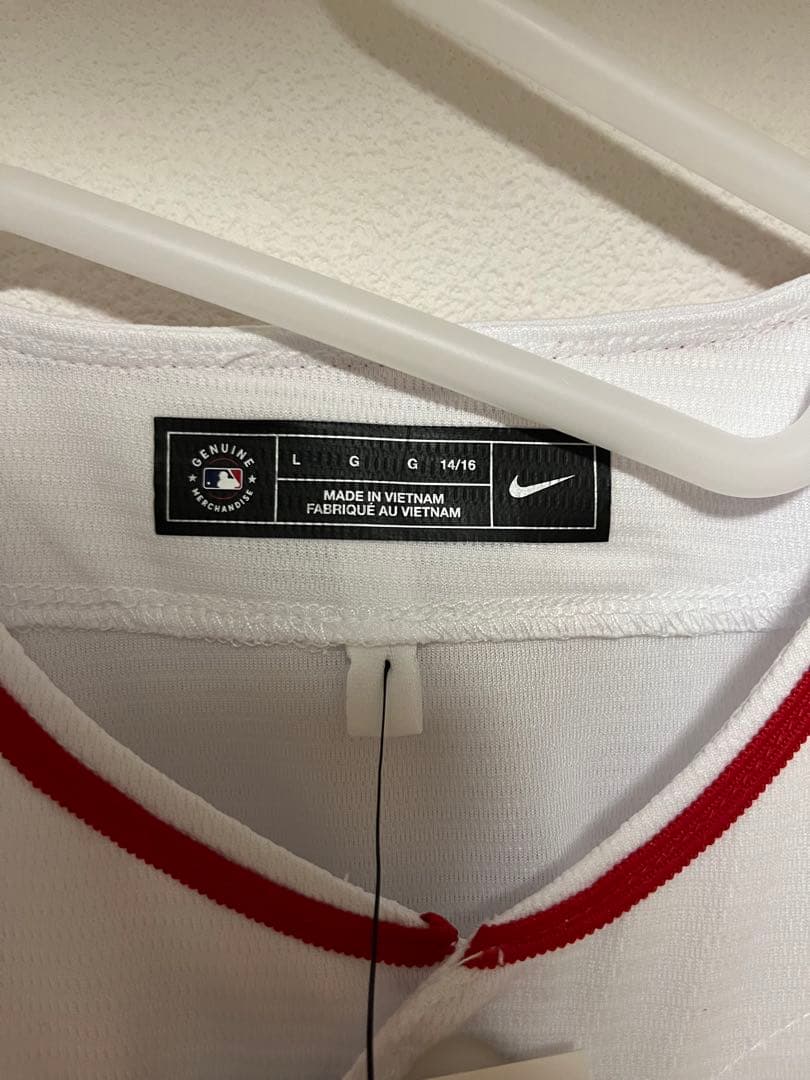 GENUINE
MERCHANDISE
L G G 14/16
MADE IN VIETNAM
FABRIQUÉ AU VIETNAM